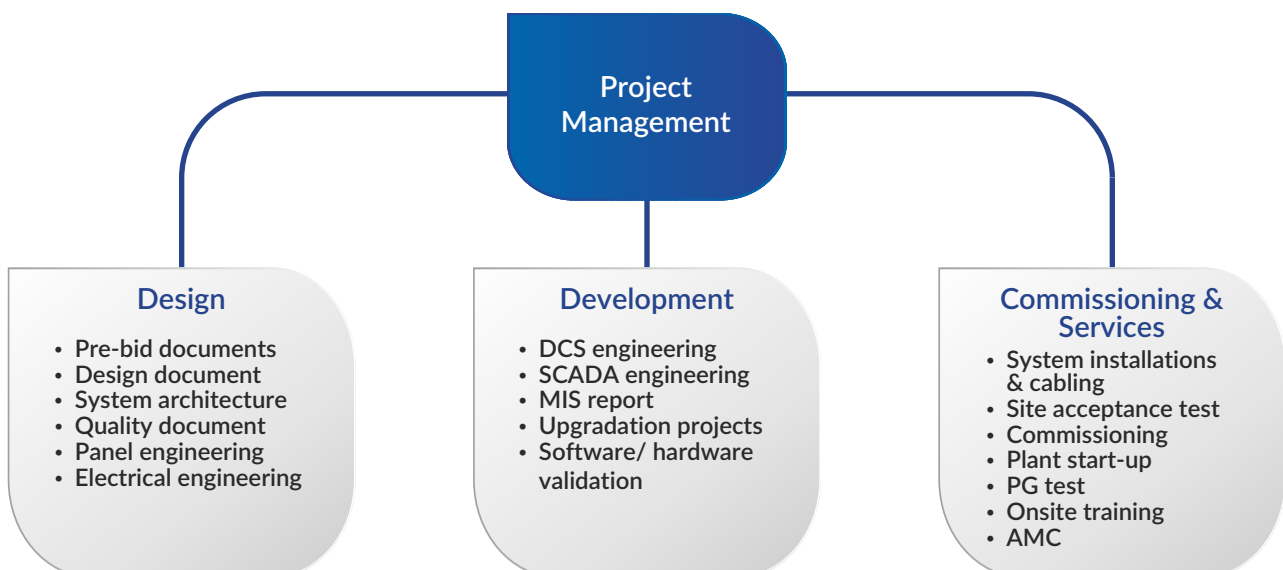 Project
Management
Design
• Pre-bid documents
• Design document
• System architecture
• Quality document
• Panel engineering
• Electrical engineering
Development
• DCS engineering
• SCADA engineering
• MIS report
• Upgradation projects
• Software/ hardware
validation
Commissioning &
Services
• System installations
& cabling
• Site acceptance test
• Commissioning
• Plant start-up
• PG test
• Onsite training
• AMC